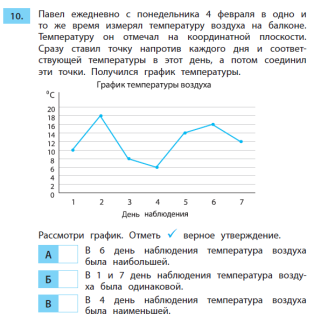 10. Павел ежедневно с понедельника 4 февраля в одно и
то же время измерял температуру воздуха на балконе.
Температуру он отмечал на координатной плоскости.
Сразу ставил точку напротив каждого дня и соответ-
ствующей температуры в этот день, а потом соединил
эти точки. Получился график температуры.
График температуры воздуха
°C
20
18
16
14
12
10
8
6
4
2
0
1 2 3 4 5 6 7
День наблюдения
Рассмотри график. Отметь ✓ верное утверждение.
А В 6 день наблюдения температура воздуха
была наибольшей.
Б В 1 и 7 день наблюдения температура возду-
ха была одинаковой.
В В 4 день наблюдения температура воздуха
была наименьшей.